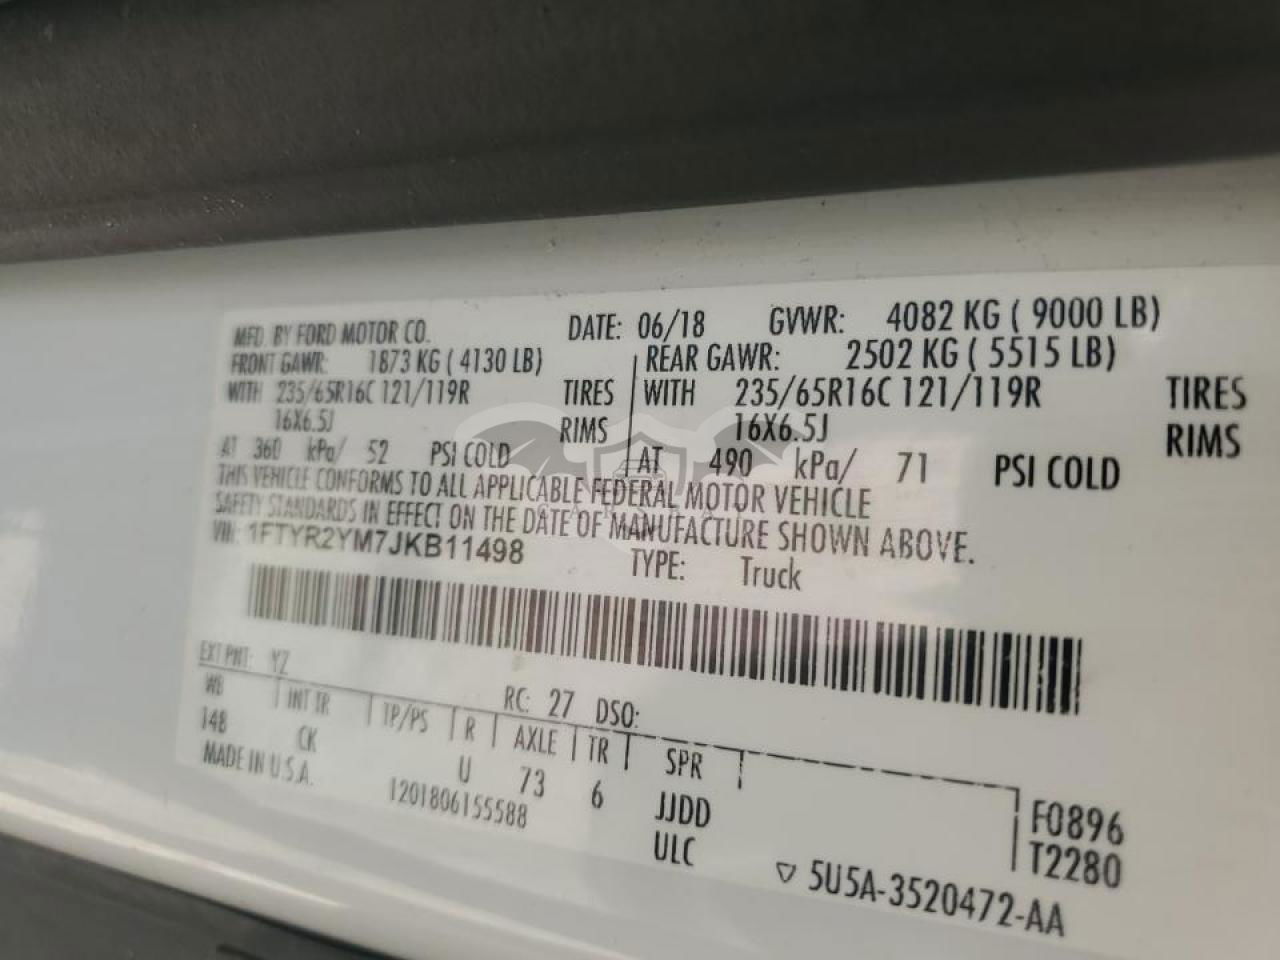 MFD. BY FORD MOTOR CO. DATE: 06/18 GVWR: 4082 KG ( 9000 LB)
FRONT GAWR: 1873 KG ( 4130 LB) REAR GAWR: 2502 KG ( 5515 LB)
WITH 235/65R16C 121/119R TIRES WITH 235/65R16C 121/119R TIRES
16X6.5J RIMS 16X6.5J RIMS
AT 360 kPa/ 52 PSI COLD AT 490 kPa/ 71 PSI COLD
THIS VEHICLE CONFORMS TO ALL APPLICABLE FEDERAL MOTOR VEHICLE
SAFETY STANDARDS IN EFFECT ON THE DATE OF MANUFACTURE SHOWN ABOVE.
VIN: 1FTYR2YM7JKB11498 TYPE: Truck
EXT PNT: YZ RC: 27 DSO:
WB INT TR TP/PS R AXLE TR SPR
148 CK U 73 6 JJDD F0896
MADE IN U.S.A. 1201806155588 ULC T2280
5U5A-3520472-AA